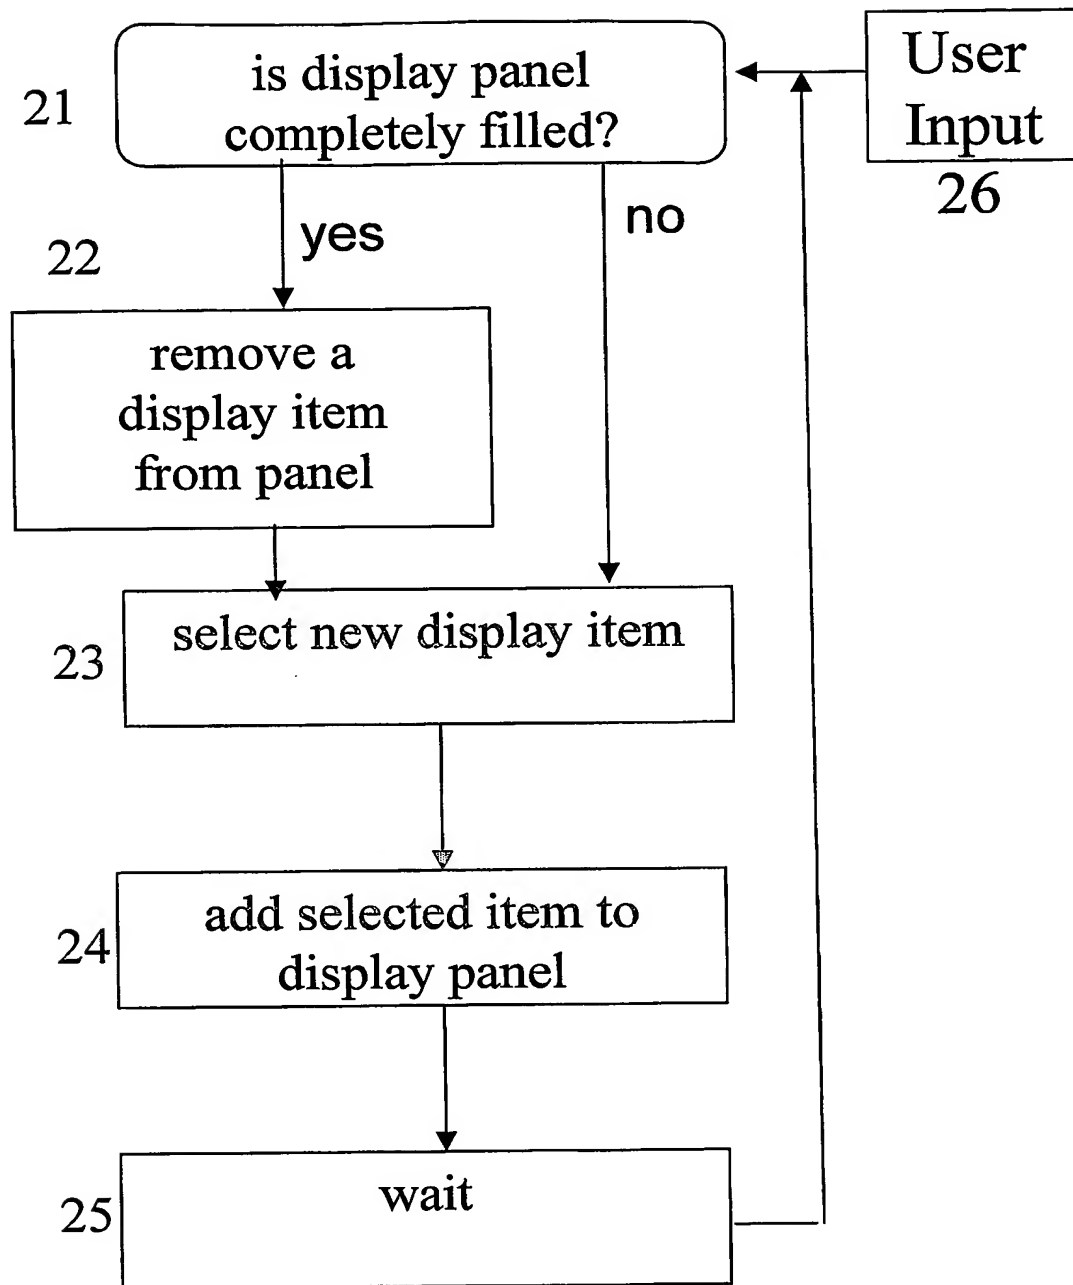 21
is display panel
completely filled?
User
Input
26
yes
no
22
remove a
display item
from panel
23
select new display item
24
add selected item to
display panel
25
wait